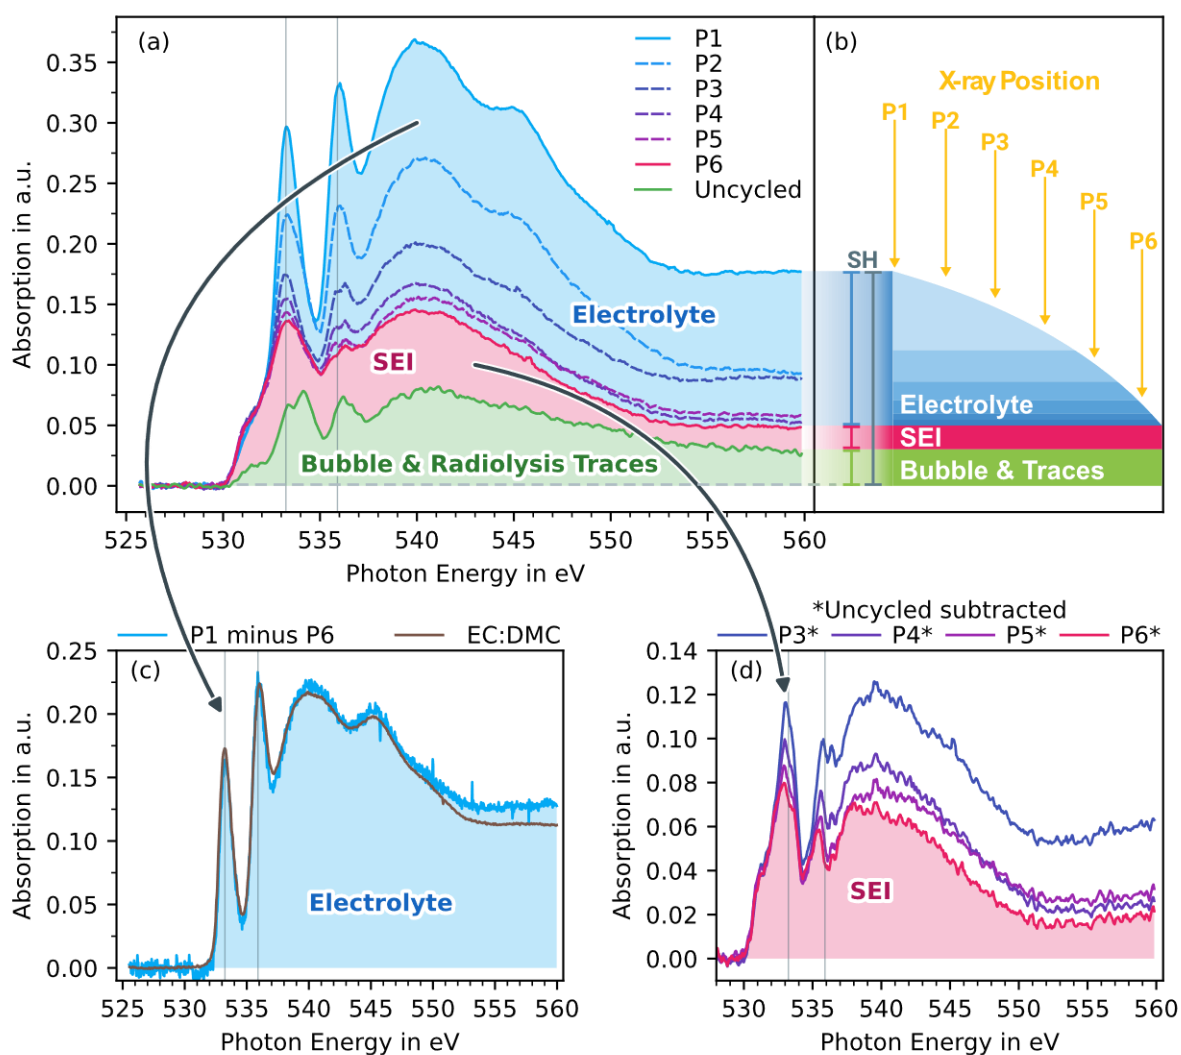 (a)
P1
P2
P3
P4
P5
P6
Uncycled
Absorption in a.u.
0.35
0.30
0.25
0.20
0.15
0.10
0.05
0.00
Electrolyte
SEI
Bubble & Radiolysis Traces
525 530 535 540 545 550 555 560
Photon Energy in eV
(b)
X-ray Position
P1
P2
P3
P4
P5
P6
SH
Electrolyte
SEI
Bubble & Traces
P1 minus P6 EC:DMC
(c)
Absorption in a.u.
0.25
0.20
0.15
0.10
0.05
0.00
Electrolyte
525 530 535 540 545 550 555 560
Photon Energy in eV
*Uncycled subtracted
P3* P4* P5* P6*
(d)
Absorption in a.u.
0.14
0.12
0.10
0.08
0.06
0.04
0.02
0.00
SEI
530 535 540 545 550 555 560
Photon Energy in eV